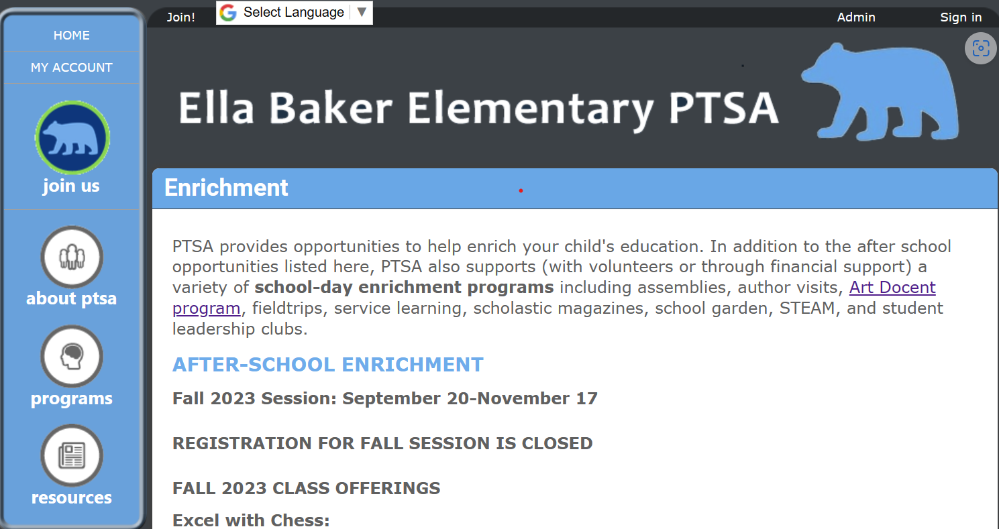 Join!
Select Language ▼
Admin
Sign in
HOME
MY ACCOUNT
join us
about ptsa
programs
resources
Ella Baker Elementary PTSA
Enrichment
PTSA provides opportunities to help enrich your child's education. In addition to the after school
opportunities listed here, PTSA also supports (with volunteers or through financial support) a
variety of school-day enrichment programs including assemblies, author visits, Art Docent
program, fieldtrips, service learning, scholastic magazines, school garden, STEAM, and student
leadership clubs.
AFTER-SCHOOL ENRICHMENT
Fall 2023 Session: September 20-November 17
REGISTRATION FOR FALL SESSION IS CLOSED
FALL 2023 CLASS OFFERINGS
Excel with Chess: